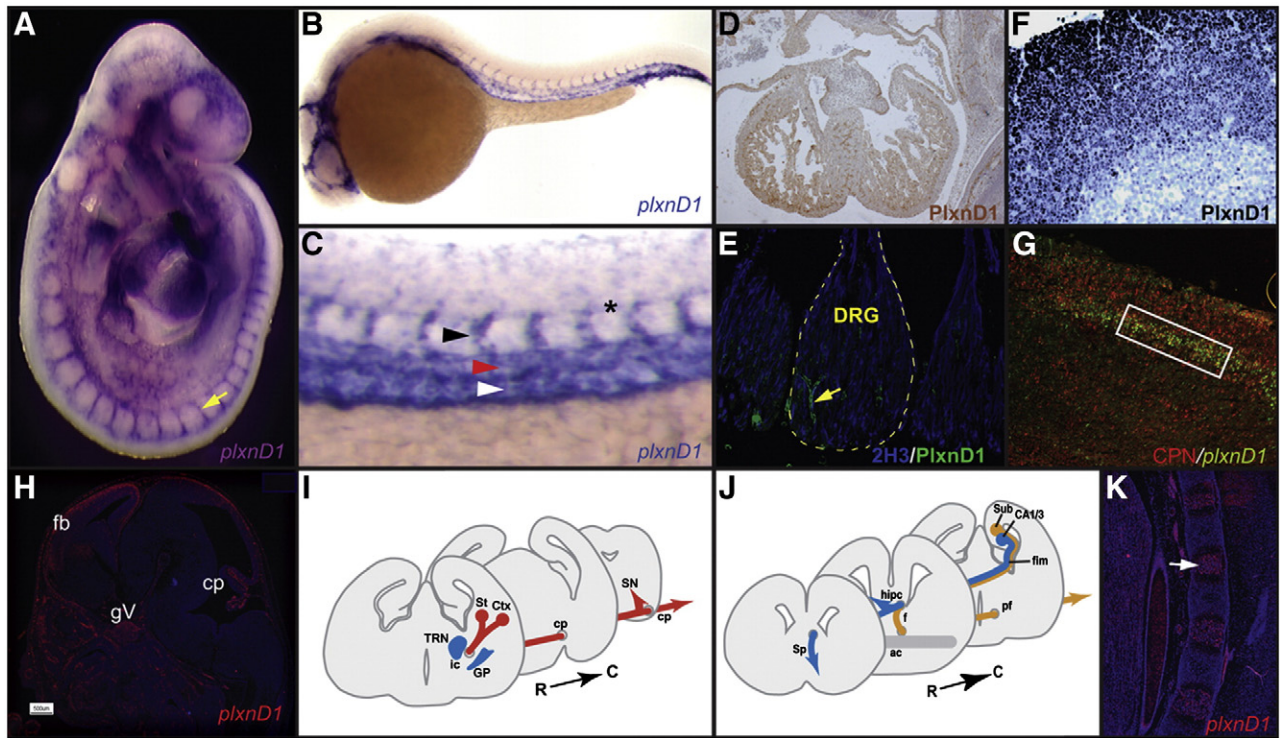 A
plxnD1
B
plxnD1
C
*
plxnD1
D
PlxnD1
E
DRG
2H3/PlxnD1
F
PlxnD1
G
CPN/plxnD1
H
fb
cp
gV
500um
plxnD1
I
St
Ctx
TRN
ic
GP
cp
SN
cp
R
C
J
Sub
CA1/3
fim
hipc
f
pf
Sp
ac
R
C
K
plxnD1